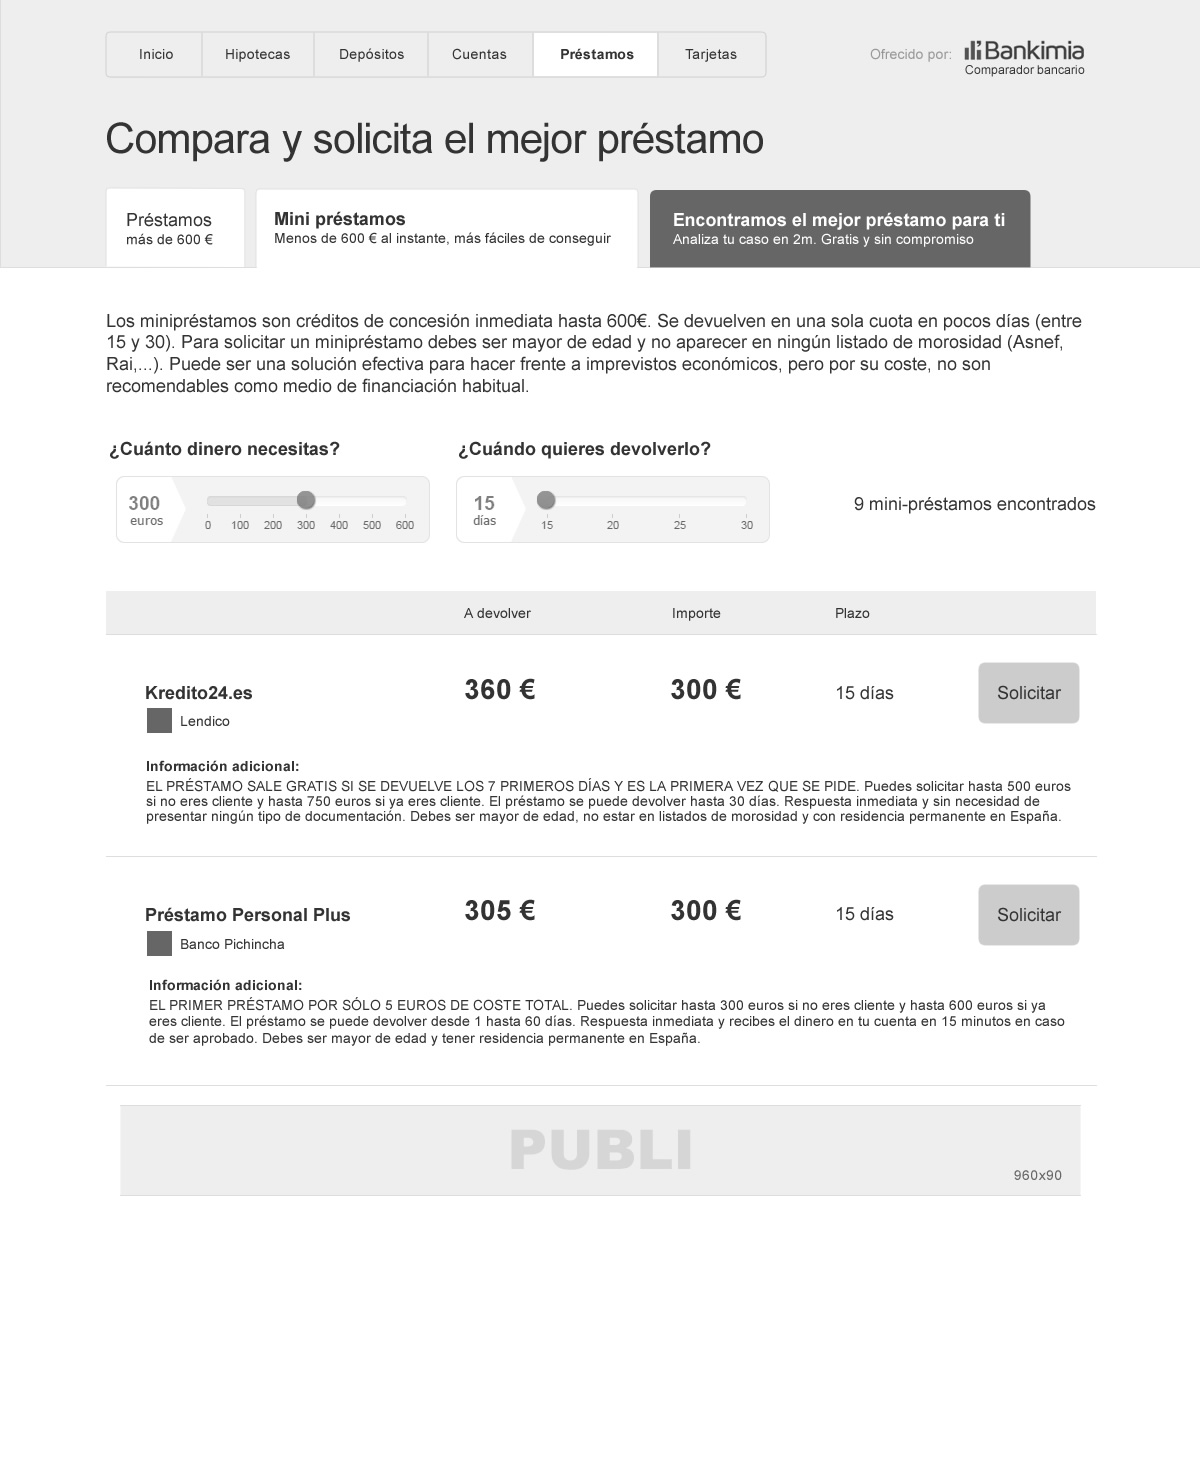 Inicio
Hipotecas
Depósitos
Cuentas
Préstamos
Tarjetas
Ofrecido por:
Bankimia
Comparador bancario
Compara y solicita el mejor préstamo
Préstamos
más de 600 €
Mini préstamos
Menos de 600 € al instante, más fáciles de conseguir
Encontramos el mejor préstamo para ti
Analiza tu caso en 2m. Gratis y sin compromiso
Los minipréstamos son créditos de concesión inmediata hasta 600€. Se devuelven en una sola cuota en pocos días (entre
15 y 30). Para solicitar un minipréstamo debes ser mayor de edad y no aparecer en ningún listado de morosidad (Asnef,
Rai,...). Puede ser una solución efectiva para hacer frente a imprevistos económicos, pero por su coste, no son
recomendables como medio de financiación habitual.
¿Cuánto dinero necesitas?
300
euros
0 100 200 300 400 500 600
¿Cuándo quieres devolverlo?
15
días
15 20 25 30
9 mini-préstamos encontrados
A devolver Importe Plazo
Kredito24.es
Lendico
360 €
300 €
15 días
Solicitar
Información adicional:
EL PRÉSTAMO SALE GRATIS SI SE DEVUELVE LOS 7 PRIMEROS DÍAS Y ES LA PRIMERA VEZ QUE SE PIDE. Puedes solicitar hasta 500 euros
si no eres cliente y hasta 750 euros si ya eres cliente. El préstamo se puede devolver hasta 30 días. Respuesta inmediata y sin necesidad de
presentar ningún tipo de documentación. Debes ser mayor de edad, no estar en listados de morosidad y con residencia permanente en España.
Préstamo Personal Plus
Banco Pichincha
305 €
300 €
15 días
Solicitar
Información adicional:
EL PRIMER PRÉSTAMO POR SÓLO 5 EUROS DE COSTE TOTAL. Puedes solicitar hasta 300 euros si no eres cliente y hasta 600 euros si ya
eres cliente. El préstamo se puede devolver desde 1 hasta 60 días. Respuesta inmediata y recibes el dinero en tu cuenta en 15 minutos en caso
de ser aprobado. Debes ser mayor de edad y tener residencia permanente en España.
PUBLI
960x90